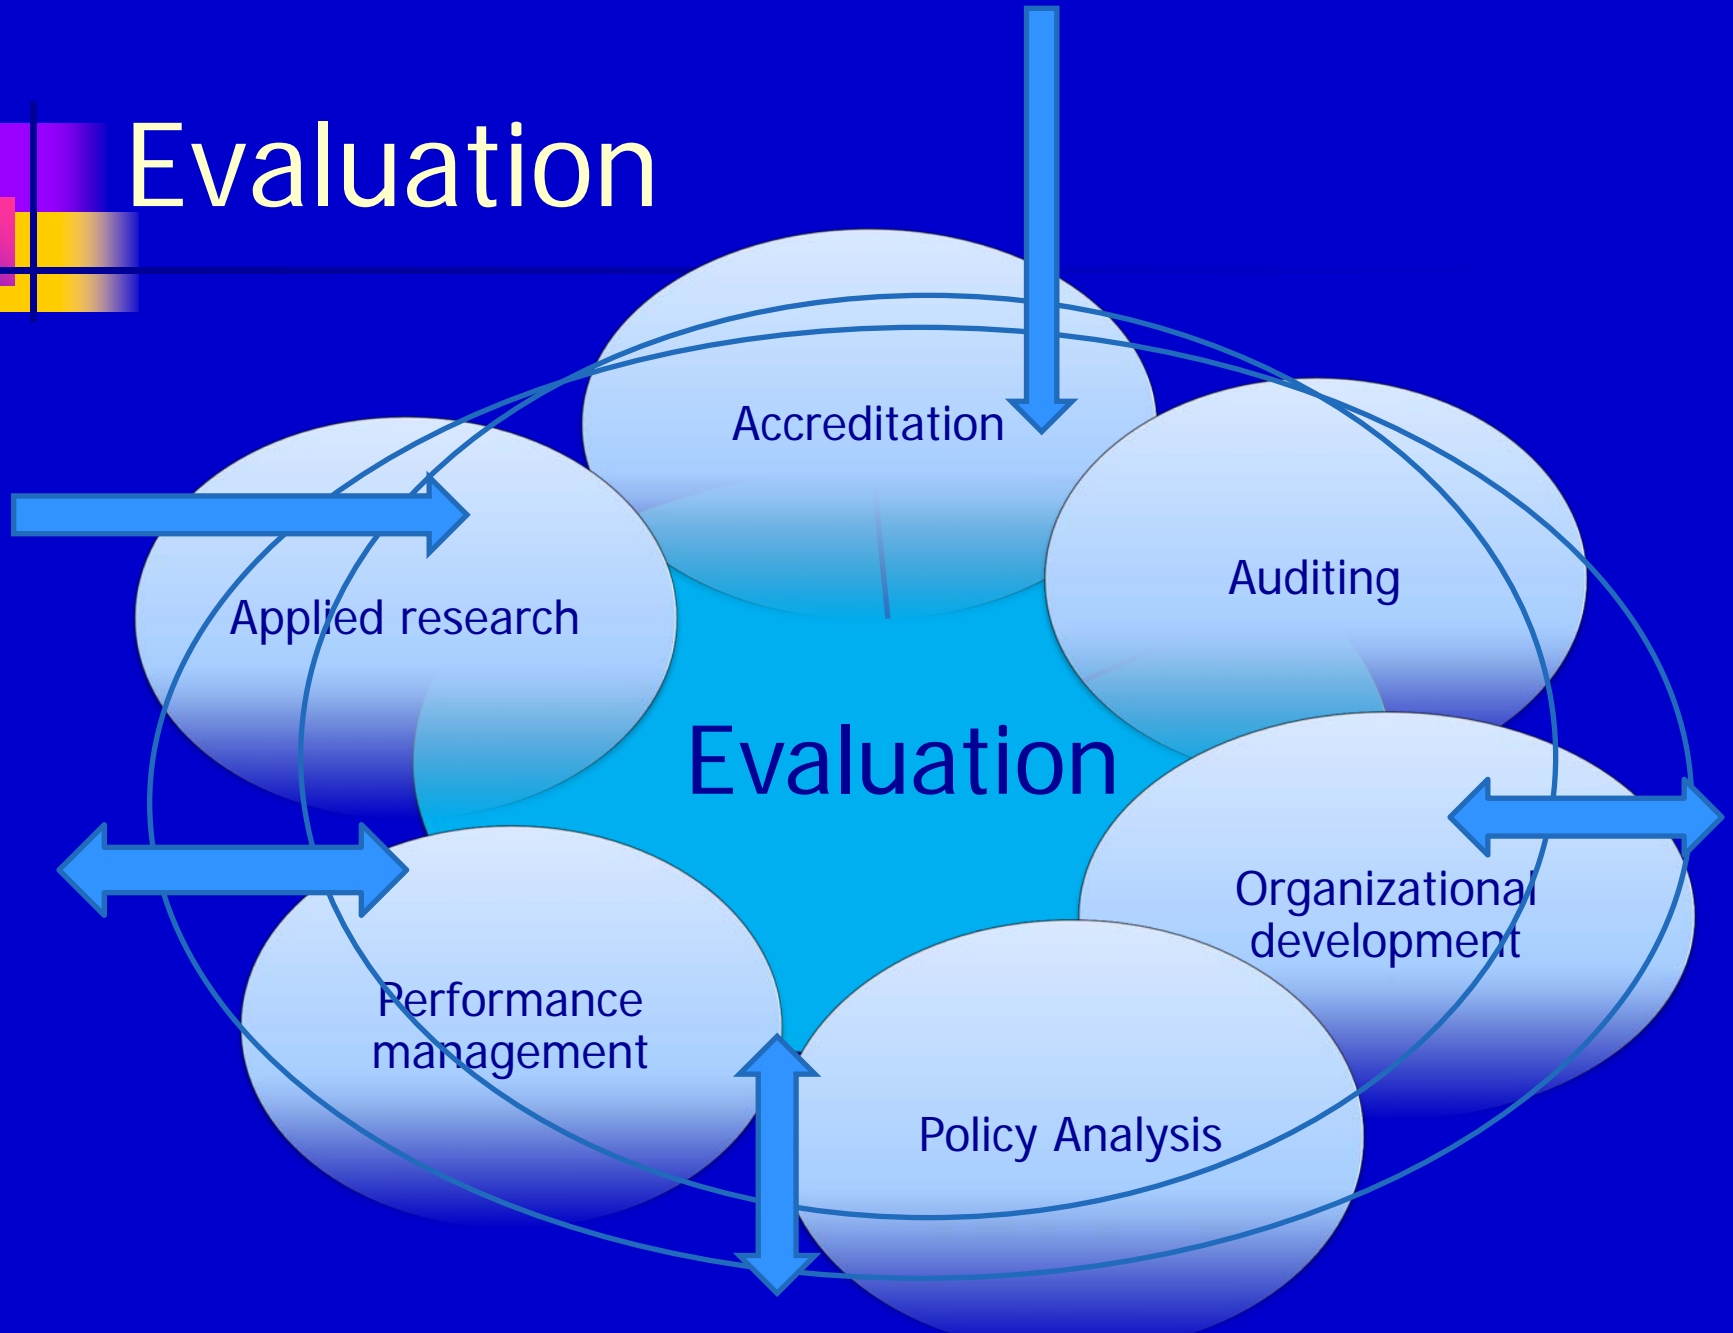 Evaluation
Accreditation
Auditing
Applied research
Evaluation
Organizational
development
Performance
management
Policy Analysis